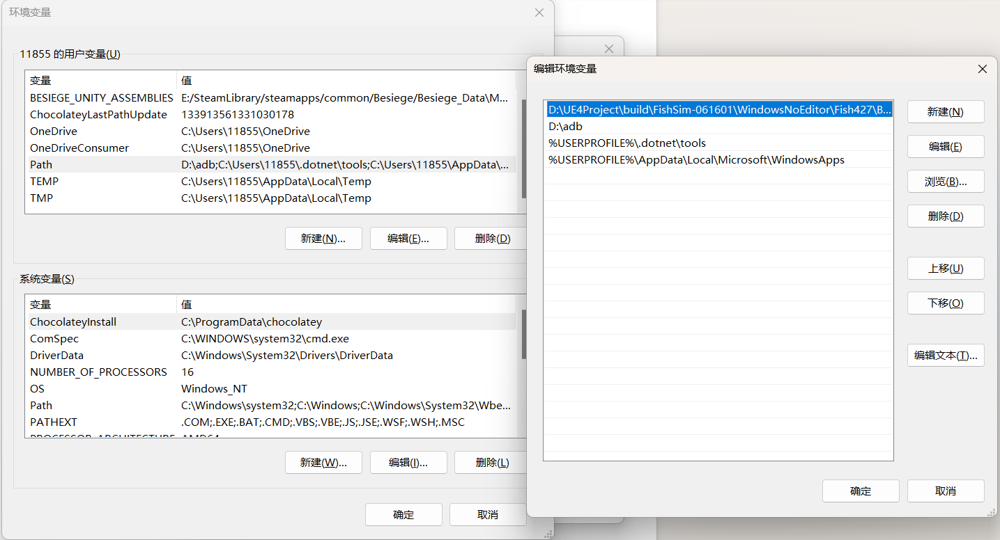 环境变量
11855 的用户变量(U)
变量 值
BESIEGE_UNITY_ASSEMBLIES E:/SteamLibrary/steamapps/common/Besiege/Besiege_Data\M...
ChocolateyLastPathUpdate 133913561331030178
OneDrive C:\Users\11855\OneDrive
OneDriveConsumer C:\Users\11855\OneDrive
Path D:\adb;C:\Users\11855\.dotnet\tools;C:\Users\11855\AppData\...
TEMP C:\Users\11855\AppData\Local\Temp
TMP C:\Users\11855\AppData\Local\Temp
新建(N)... 编辑(E)... 删除(D)
系统变量(S)
变量 值
ChocolateyInstall C:\ProgramData\chocolatey
ComSpec C:\WINDOWS\system32\cmd.exe
DriverData C:\Windows\System32\Drivers\DriverData
NUMBER_OF_PROCESSORS 16
OS Windows_NT
Path C:\Windows\system32;C:\Windows;C:\Windows\System32\Wbe...
PATHEXT .COM;.EXE;.BAT;.CMD;.VBS;.VBE;.JS;.JSE;.WSF;.WSH;.MSC
PROCESSOR_ARCHITECTURE AMD64
新建(W)... 编辑(I)... 删除(L)
确定 取消
编辑环境变量
D:\UE4Project\build\FishSim-061601\WindowsNoEditor\Fish427\B...
D:\adb
%USERPROFILE%\.dotnet\tools
%USERPROFILE%\AppData\Local\Microsoft\WindowsApps
新建(N)
编辑(E)
浏览(B)...
删除(D)
上移(U)
下移(O)
编辑文本(T)...
确定 取消